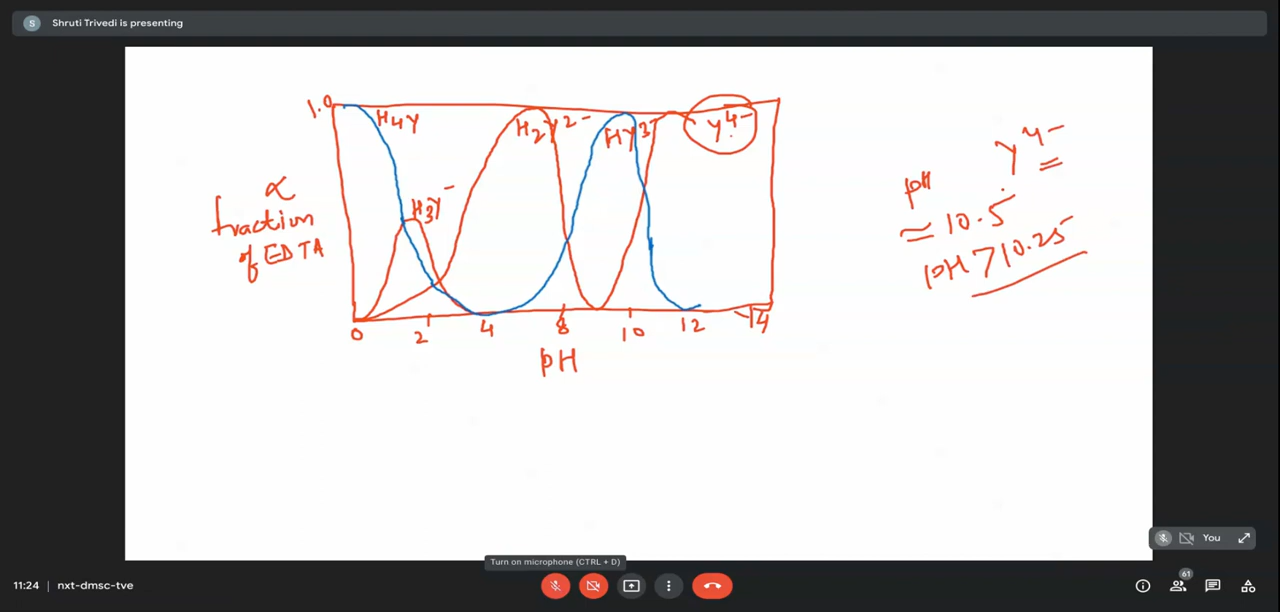 S Shruti Trivedi is presenting
1.0
H4Y
H3Y-
H2Y2-
HY3-
Y4-
α
fraction
of EDTA
0 2 4 8 10 12 14
pH
Y4-
pH
≈ 10.5
pH > 10.25
You
Turn on microphone (CTRL + D)
11:24 | nxt-dmsc-tve
61